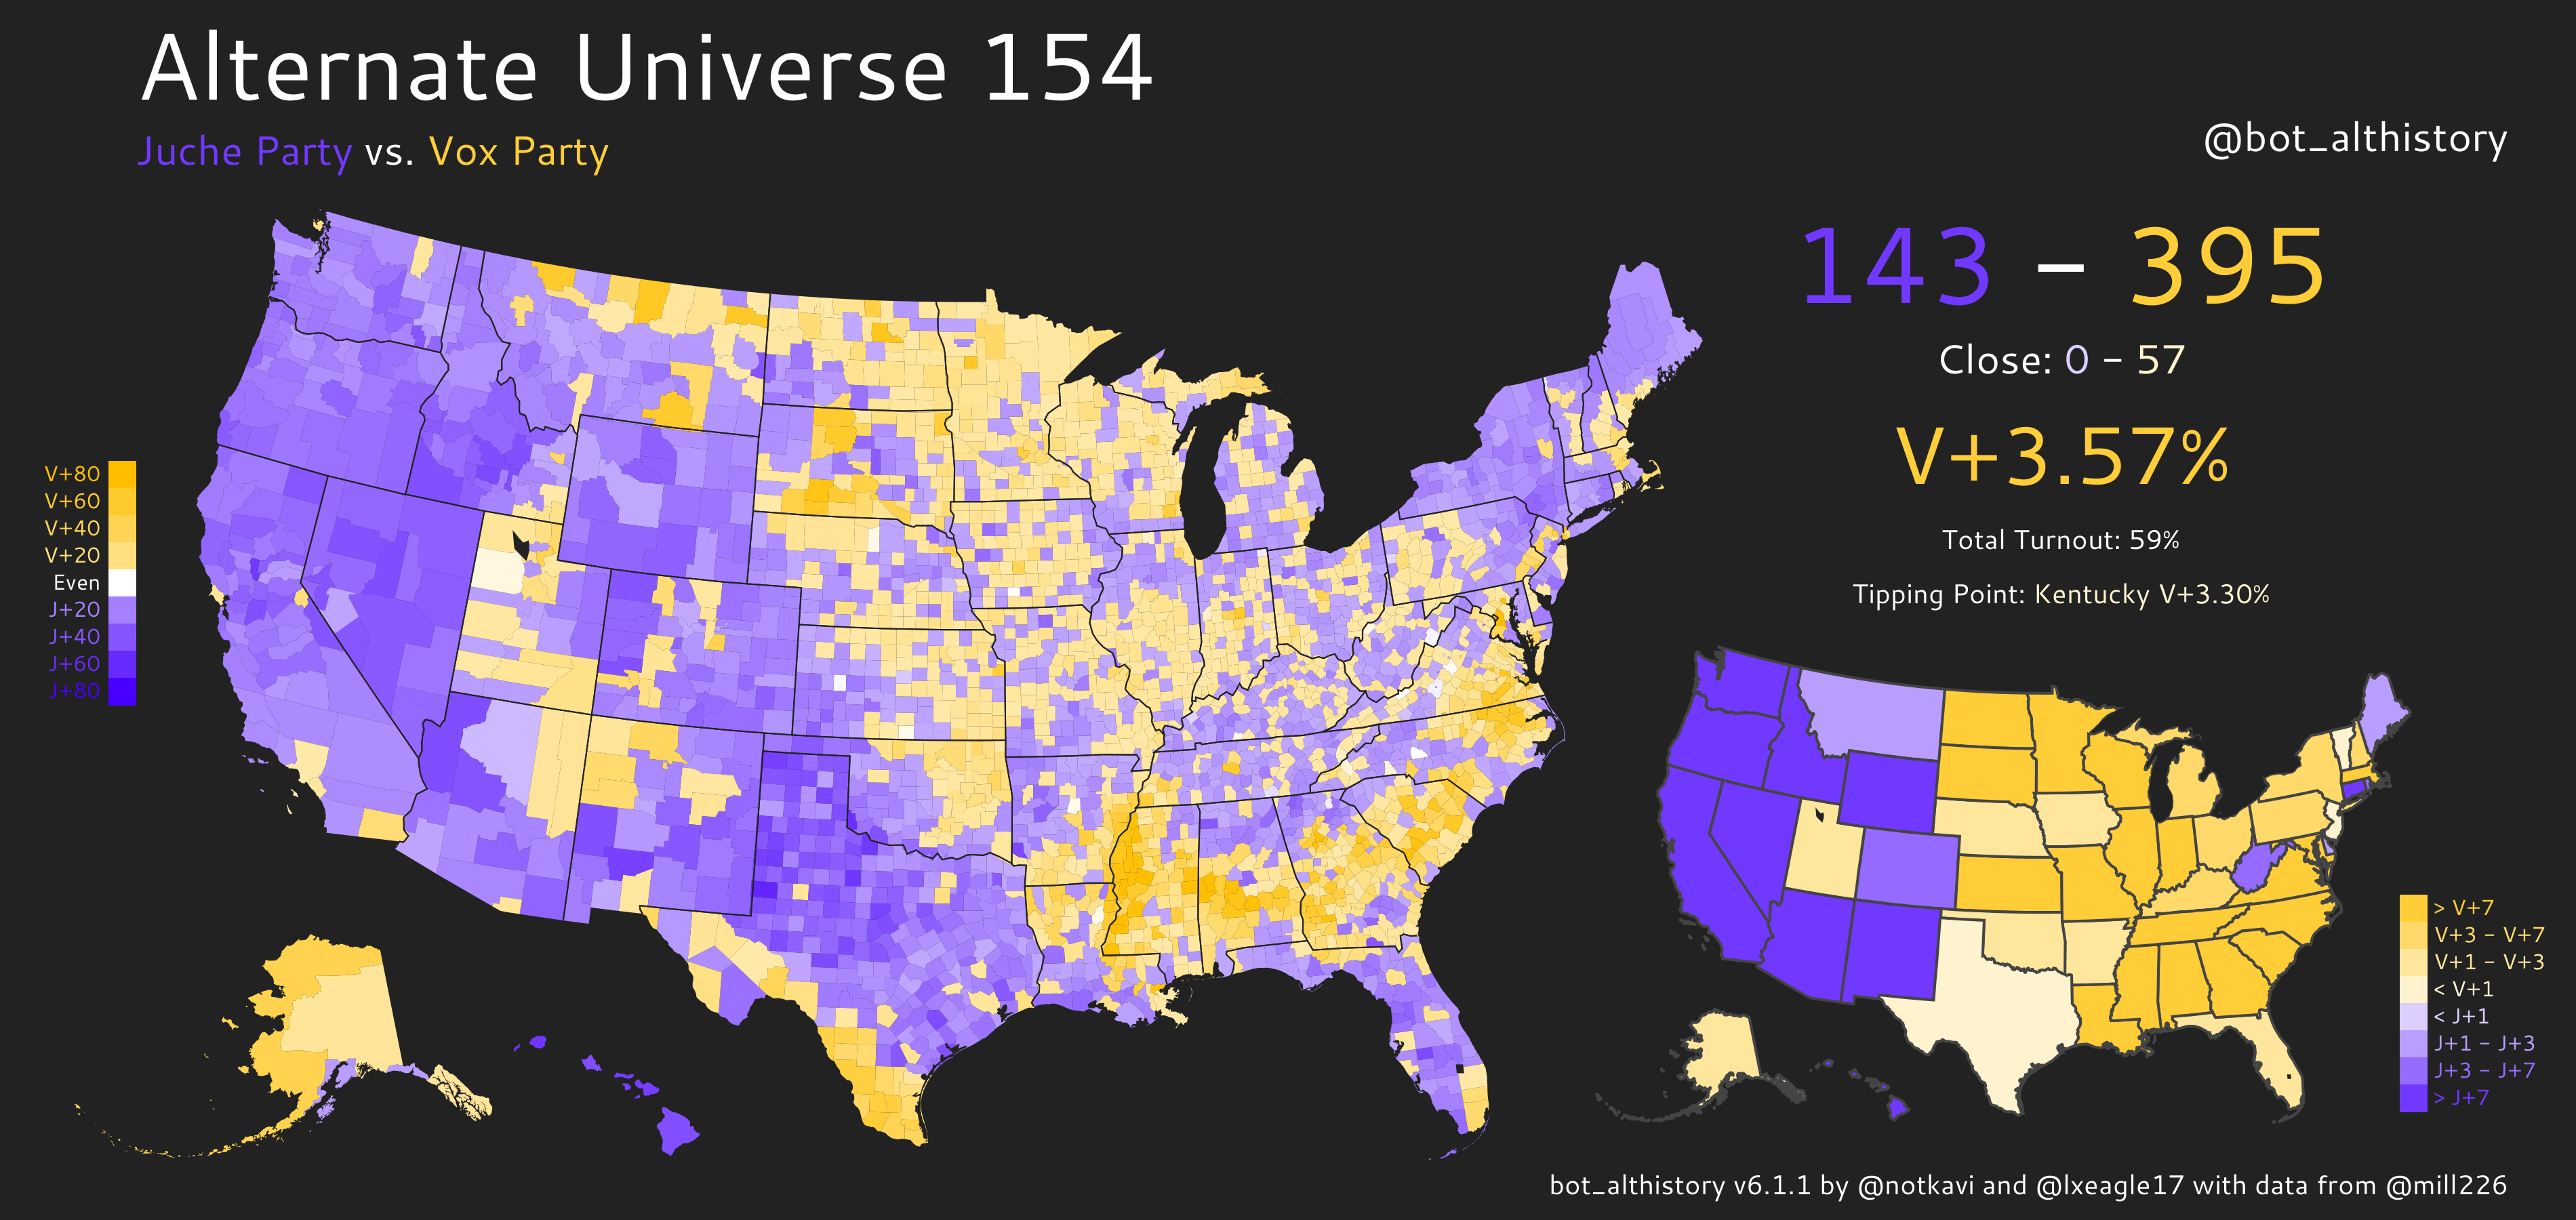 Alternate Universe 154
Juche Party vs. Vox Party
@bot_althistory
143 – 395
Close: 0 – 57
V+3.57%
Total Turnout: 59%
Tipping Point: Kentucky V+3.30%
V+80
V+60
V+40
V+20
Even
J+20
J+40
J+60
J+80
> V+7
V+3 – V+7
V+1 – V+3
< V+1
< J+1
J+1 – J+3
J+3 – J+7
> J+7
bot_althistory v6.1.1 by @notkavi and @lxeagle17 with data from @mill226